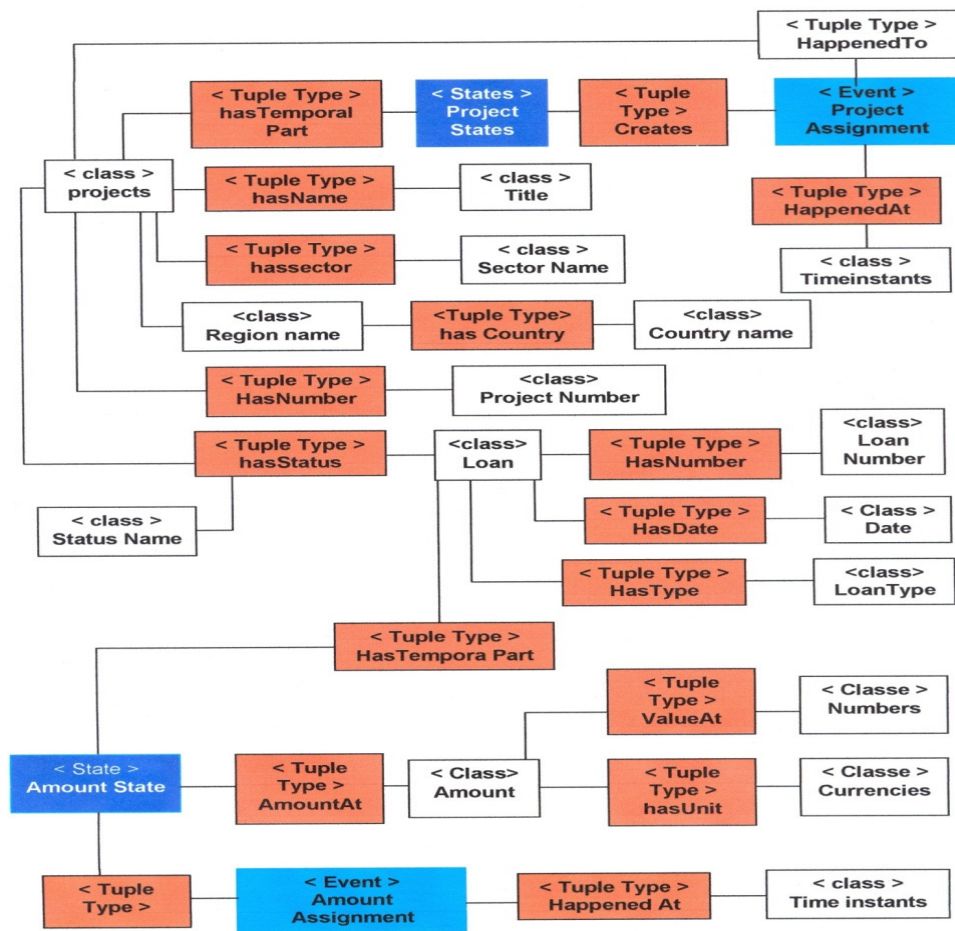 < Tuple Type >
HappenedTo
< Tuple Type >
hasTemporal
Part
< States >
Project
States
< Tuple
Type >
Creates
< Event >
Project
Assignment
< class >
projects
< Tuple Type >
hasName
< class >
Title
< Tuple Type >
HappenedAt
< Tuple Type >
hassector
< class >
Sector Name
< class >
Timeinstants
<class>
Region name
<Tuple Type>
has Country
<class>
Country name
< Tuple Type >
HasNumber
<class>
Project Number
< Tuple Type >
hasStatus
<class>
Loan
< Tuple Type >
HasNumber
<class>
Loan
Number
< class >
Status Name
< Tuple Type >
HasDate
< Class >
Date
< Tuple Type >
HasType
<class>
LoanType
< Tuple Type >
HasTempora Part
< Tuple
Type >
ValueAt
< Classe >
Numbers
< State >
Amount State
< Tuple
Type >
AmountAt
< Class>
Amount
< Tuple
Type >
hasUnit
< Classe >
Currencies
< Tuple
Type >
< Event >
Amount
Assignment
< Tuple Type >
Happened At
< class >
Time instants